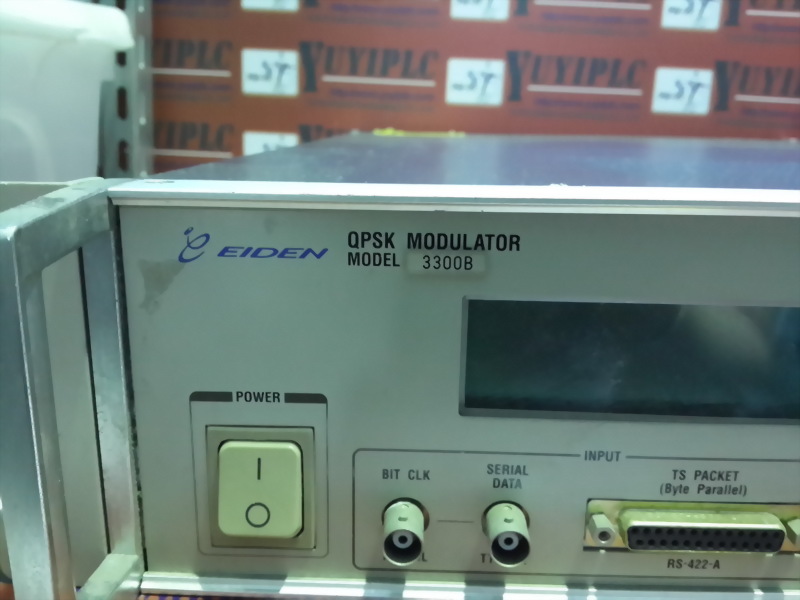 YUYIPLC
YUYIPLC
YUYIPLC
EIDEN
QPSK MODULATOR
MODEL 3300B
POWER
I
O
INPUT
BIT CLK
SERIAL
DATA
TS PACKET
(Byte Parallel)
RS-422-A